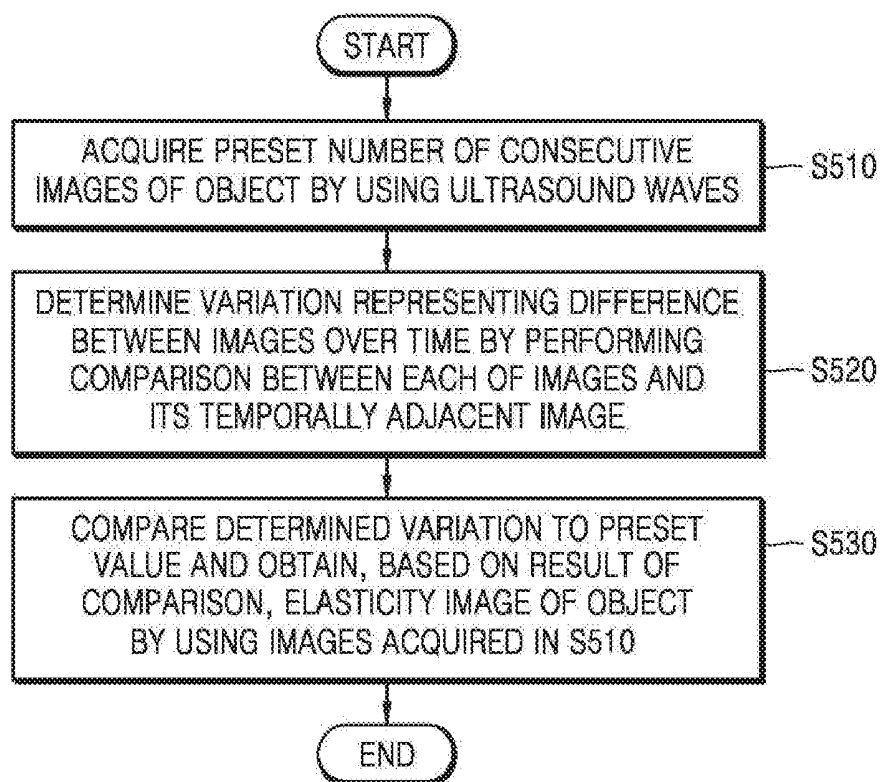 START
ACQUIRE PRESET NUMBER OF CONSECUTIVE
IMAGES OF OBJECT BY USING ULTRASOUND WAVES
S510
DETERMINE VARIATION REPRESENTING DIFFERENCE
BETWEEN IMAGES OVER TIME BY PERFORMING
COMPARISON BETWEEN EACH OF IMAGES AND
ITS TEMPORALLY ADJACENT IMAGE
S520
COMPARE DETERMINED VARIATION TO PRESET
VALUE AND OBTAIN, BASED ON RESULT OF
COMPARISON, ELASTICITY IMAGE OF OBJECT
BY USING IMAGES ACQUIRED IN S510
S530
END